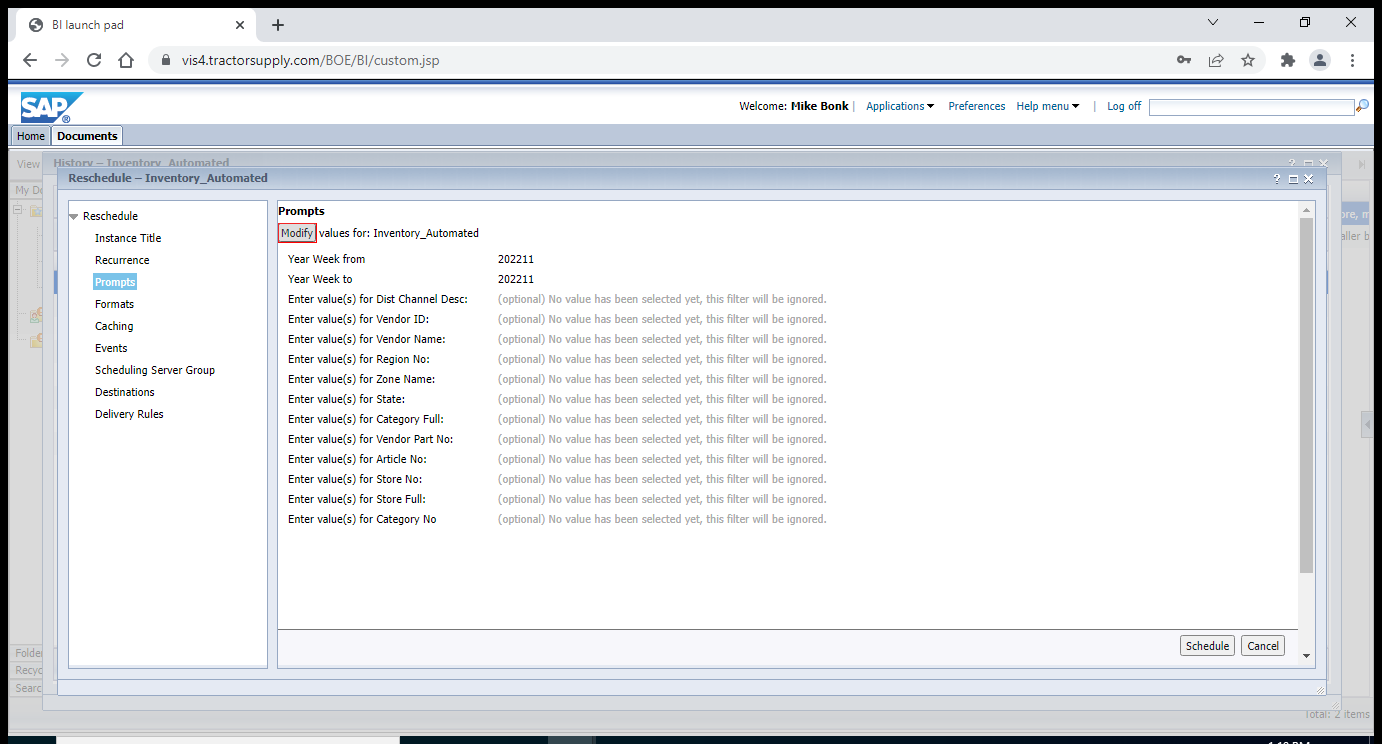 BI launch pad
vis4.tractorsupply.com/BOE/BI/custom.jsp
SAP ®
Welcome: Mike Bonk | Applications Preferences Help menu | Log off
Home Documents
View
History – Inventory_Automated
Reschedule – Inventory_Automated
My Do
Reschedule
Instance Title
Recurrence
Prompts
Formats
Caching
Events
Scheduling Server Group
Destinations
Delivery Rules
Prompts
Modify values for: Inventory_Automated
Year Week from 202211
Year Week to 202211
Enter value(s) for Dist Channel Desc: (optional) No value has been selected yet, this filter will be ignored.
Enter value(s) for Vendor ID: (optional) No value has been selected yet, this filter will be ignored.
Enter value(s) for Vendor Name: (optional) No value has been selected yet, this filter will be ignored.
Enter value(s) for Region No: (optional) No value has been selected yet, this filter will be ignored.
Enter value(s) for Zone Name: (optional) No value has been selected yet, this filter will be ignored.
Enter value(s) for State: (optional) No value has been selected yet, this filter will be ignored.
Enter value(s) for Category Full: (optional) No value has been selected yet, this filter will be ignored.
Enter value(s) for Vendor Part No: (optional) No value has been selected yet, this filter will be ignored.
Enter value(s) for Article No: (optional) No value has been selected yet, this filter will be ignored.
Enter value(s) for Store No: (optional) No value has been selected yet, this filter will be ignored.
Enter value(s) for Store Full: (optional) No value has been selected yet, this filter will be ignored.
Enter value(s) for Category No (optional) No value has been selected yet, this filter will be ignored.
Schedule Cancel
ore, m
aller b
Folder
Recyc
Searc
Total: 2 items